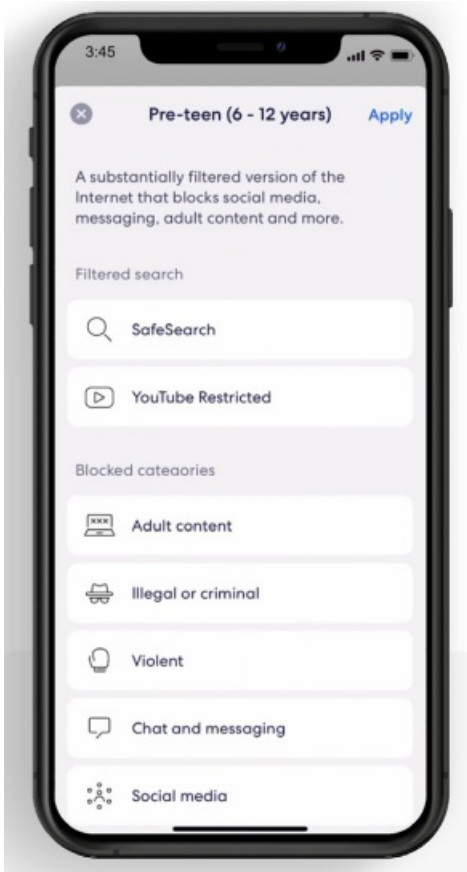 3:45
Pre-teen (6 - 12 years)
Apply
A substantially filtered version of the
Internet that blocks social media,
messaging, adult content and more.
Filtered search
SafeSearch
YouTube Restricted
Blocked categories
XXX
Adult content
Illegal or criminal
Violent
Chat and messaging
Social media